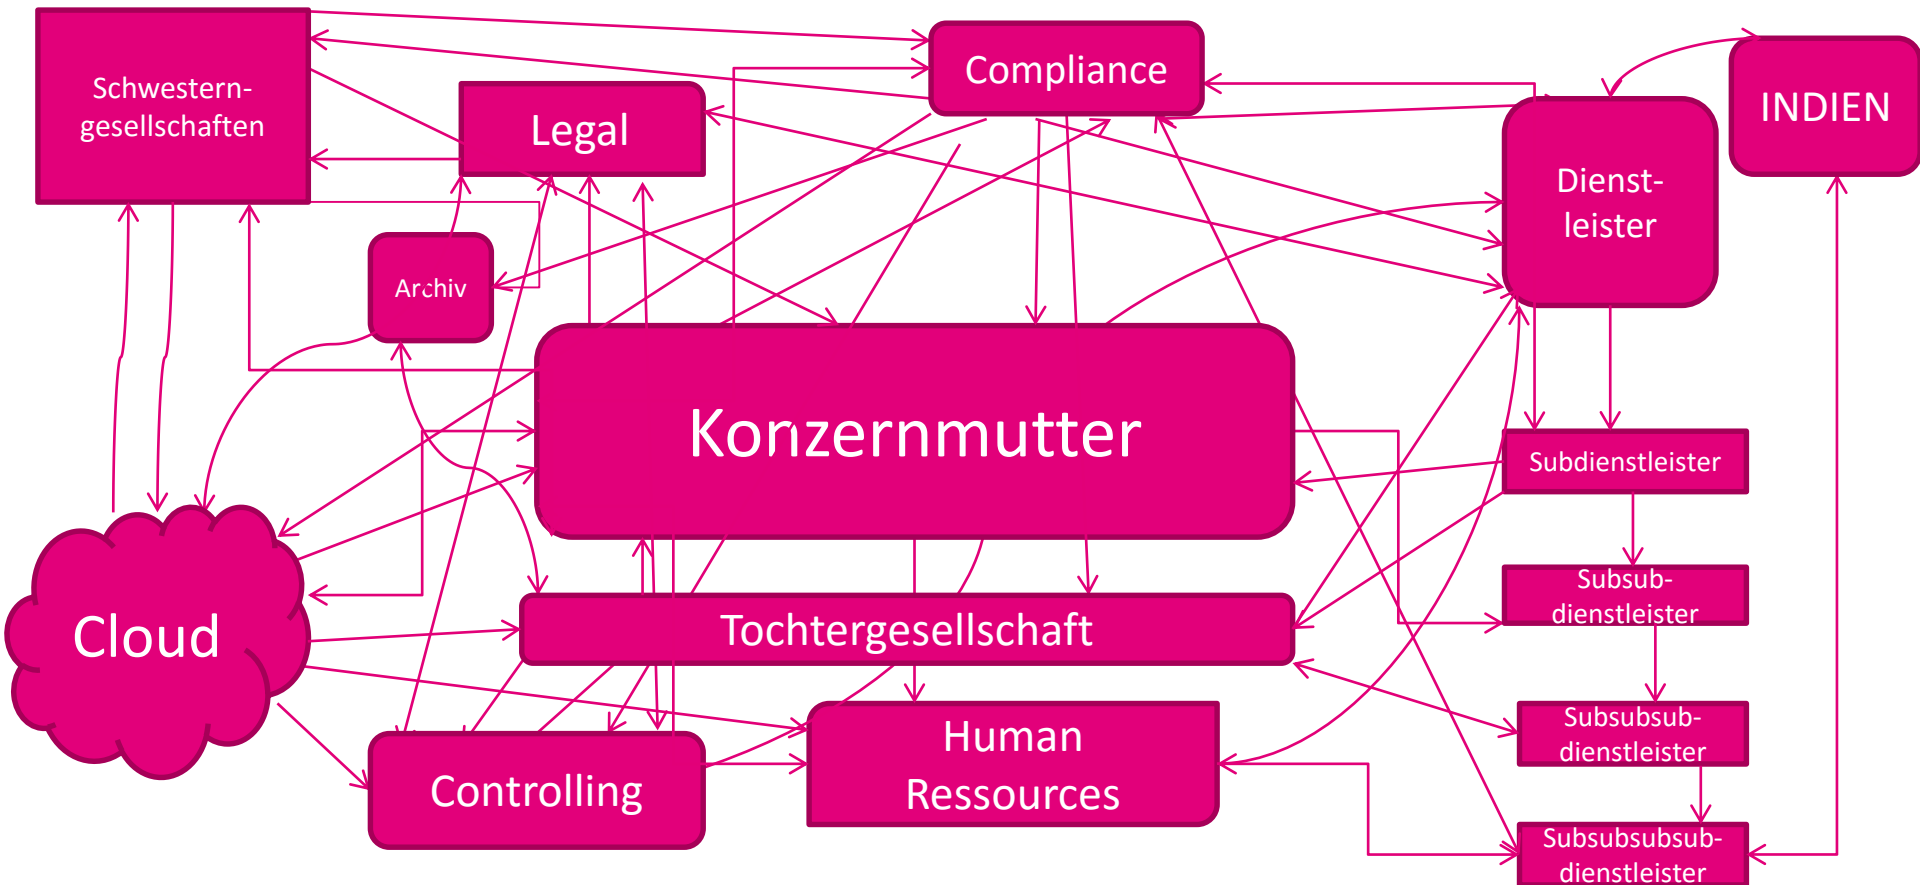 Schwestern-
gesellschaften
Compliance
Legal
INDIEN
Dienst-
leister
Archiv
Konzernmutter
Subdienstleister
Subsub-
dienstleister
Cloud
Tochtergesellschaft
Subsubsub-
dienstleister
Human
Ressources
Controlling
Subsubsubsub-
dienstleister